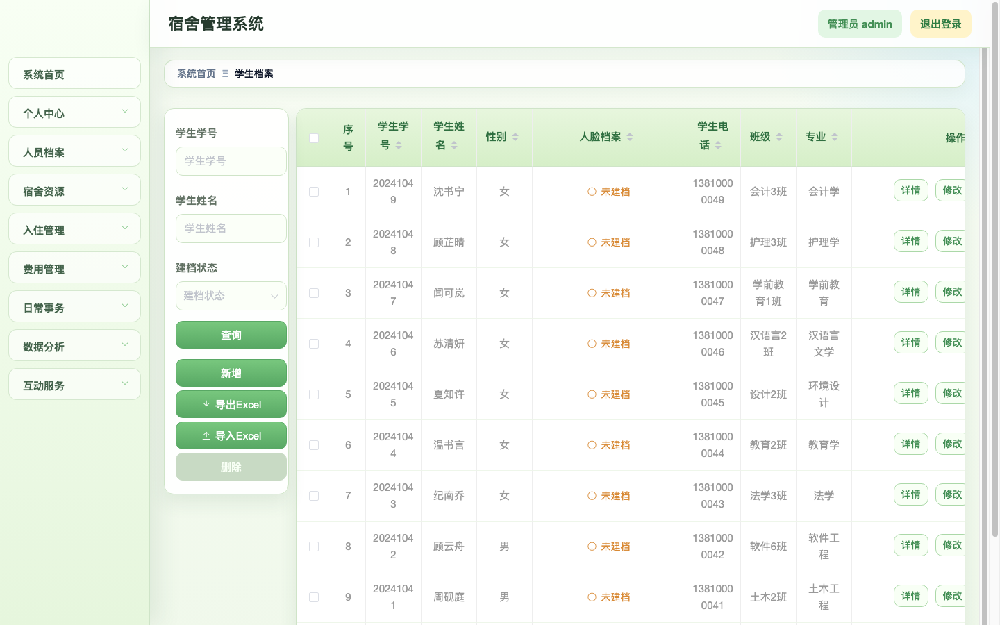 宿舍管理系统
管理员 admin
退出登录
系统首页
个人中心
人员档案
宿舍资源
入住管理
费用管理
日常事务
数据分析
互动服务
系统首页 Ξ 学生档案
学生学号
学生学号
学生姓名
学生姓名
建档状态
建档状态
查询
新增
导出Excel
导入Excel
删除
序号 学生学号 学生姓名 性别 人脸档案 学生电话 班级 专业 操作
1 20241049 沈书宁 女 未建档 13810000049 会计3班 会计学 详情 修改
2 20241048 顾芷晴 女 未建档 13810000048 护理3班 护理学 详情 修改
3 20241047 闻可岚 女 未建档 13810000047 学前教育1班 学前教育 详情 修改
4 20241046 苏清妍 女 未建档 13810000046 汉语言2班 汉语言文学 详情 修改
5 20241045 夏知许 女 未建档 13810000045 设计2班 环境设计 详情 修改
6 20241044 温书言 女 未建档 13810000044 教育2班 教育学 详情 修改
7 20241043 纪南乔 女 未建档 13810000043 法学3班 法学 详情 修改
8 20241042 顾云舟 男 未建档 13810000042 软件6班 软件工程 详情 修改
9 20241041 周砚庭 男 未建档 13810000041 土木2班 土木工程 详情 修改